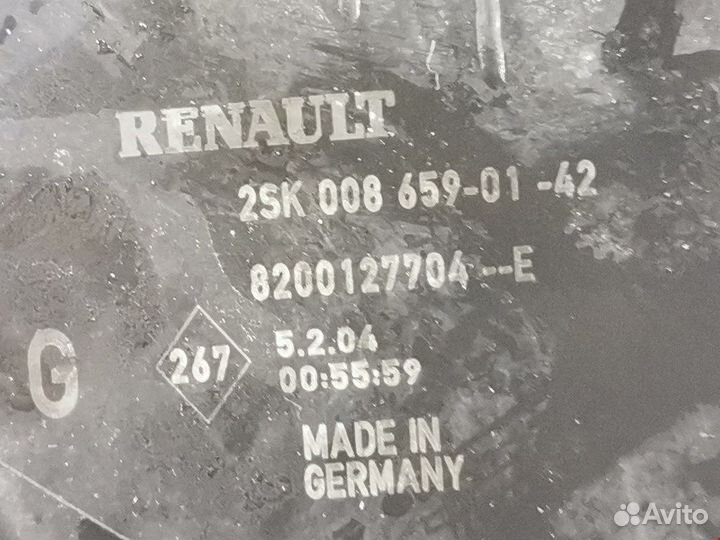 RENAULT
2SK 008 659-01 -42
8200127704 --E
G
267
5.2.04
00:55:59
MADE IN
GERMANY
Avito